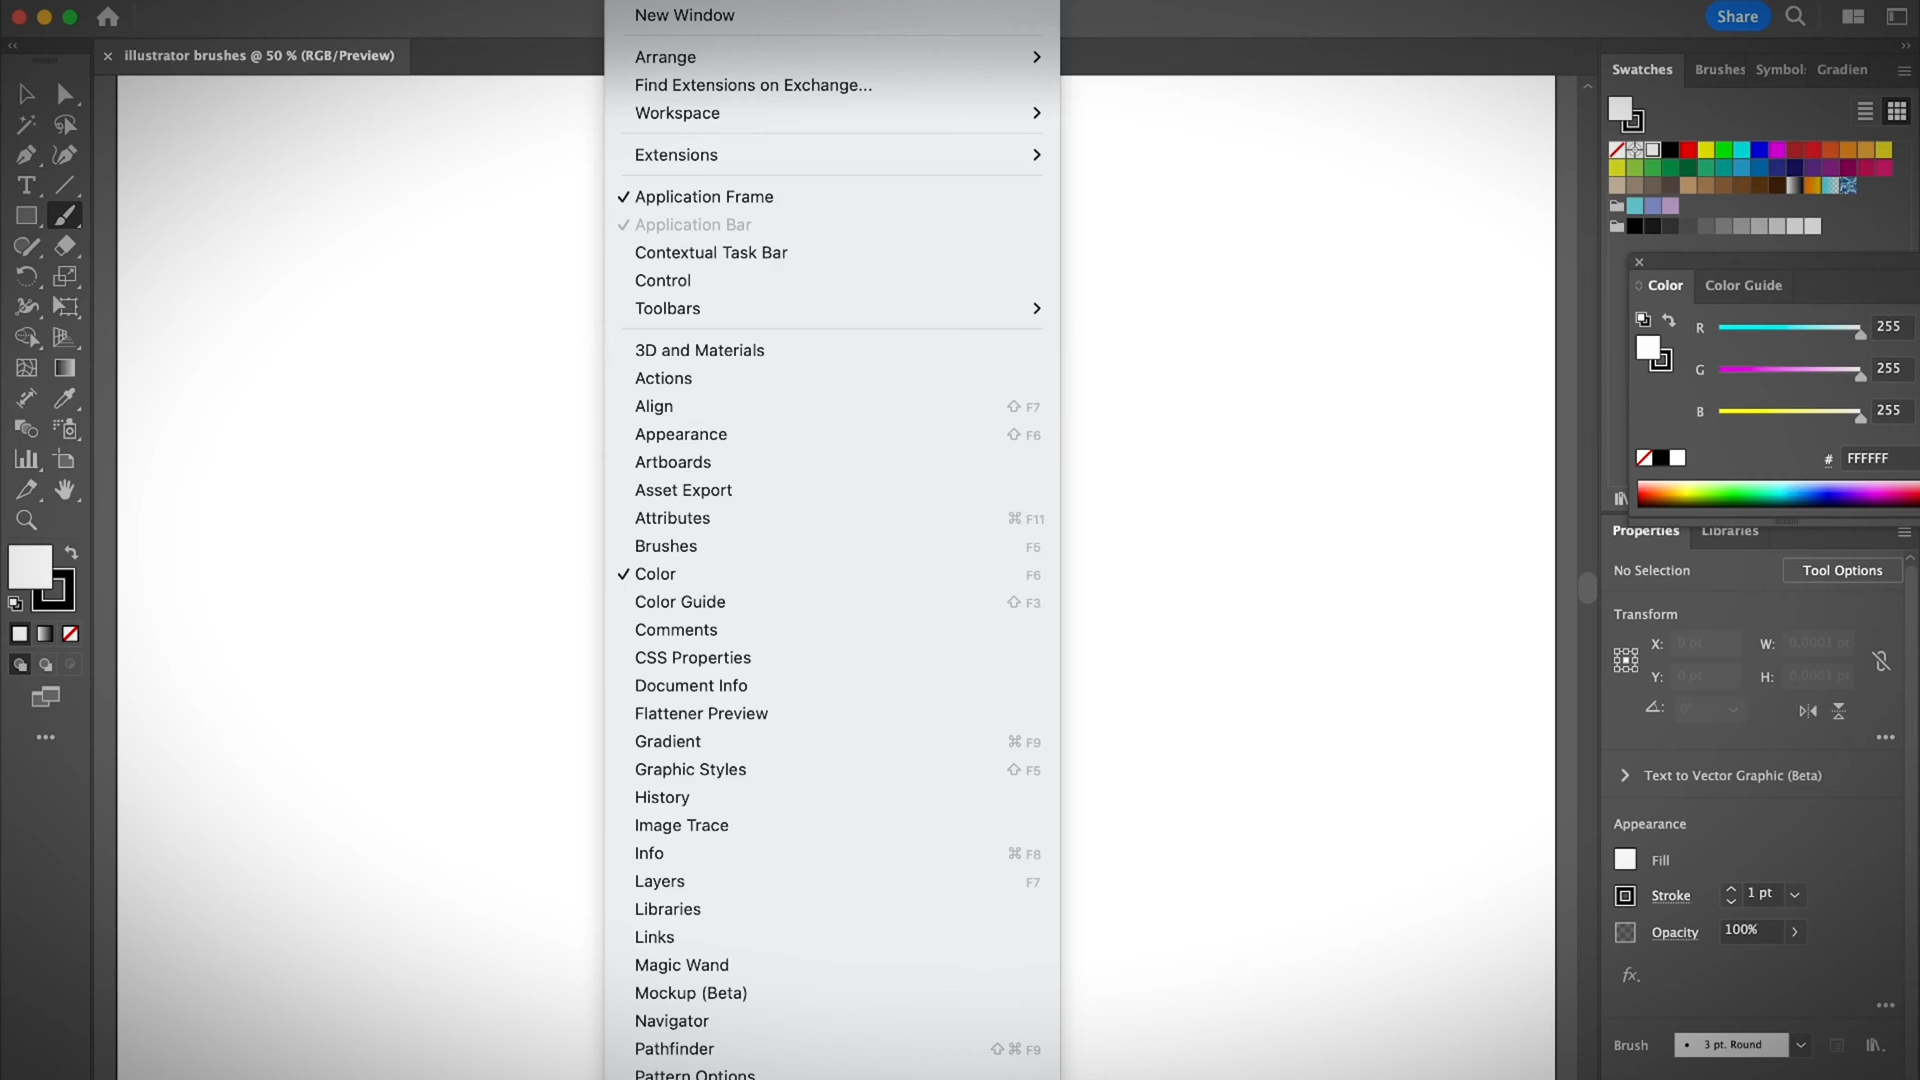 New Window
Share
illustrator brushes @ 50 % (RGB/Preview)
Arrange
Find Extensions on Exchange...
Workspace
Extensions
Application Frame
Application Bar
Contextual Task Bar
Control
Toolbars
3D and Materials
Actions
Align ⇧ F7
Appearance ⇧ F6
Artboards
Asset Export
Attributes ⌘ F11
Brushes F5
Color F6
Color Guide ⇧ F3
Comments
CSS Properties
Document Info
Flattener Preview
Gradient ⌘ F9
Graphic Styles ⇧ F5
History
Image Trace
Info ⌘ F8
Layers F7
Libraries
Links
Magic Wand
Mockup (Beta)
Navigator
Pathfinder ⇧ ⌘ F9
Pattern Options
Swatches Brushes Symbol Gradien
Color Color Guide
R 255
G 255
B 255
# FFFFFF
Properties Libraries
No Selection Tool Options
Transform
X: 0 pt W: 0,0001 pt
Y: 0 pt H: 0,0001 pt
0°
Text to Vector Graphic (Beta)
Appearance
Fill
Stroke 1 pt
Opacity 100%
fx.
Brush 3 pt. Round